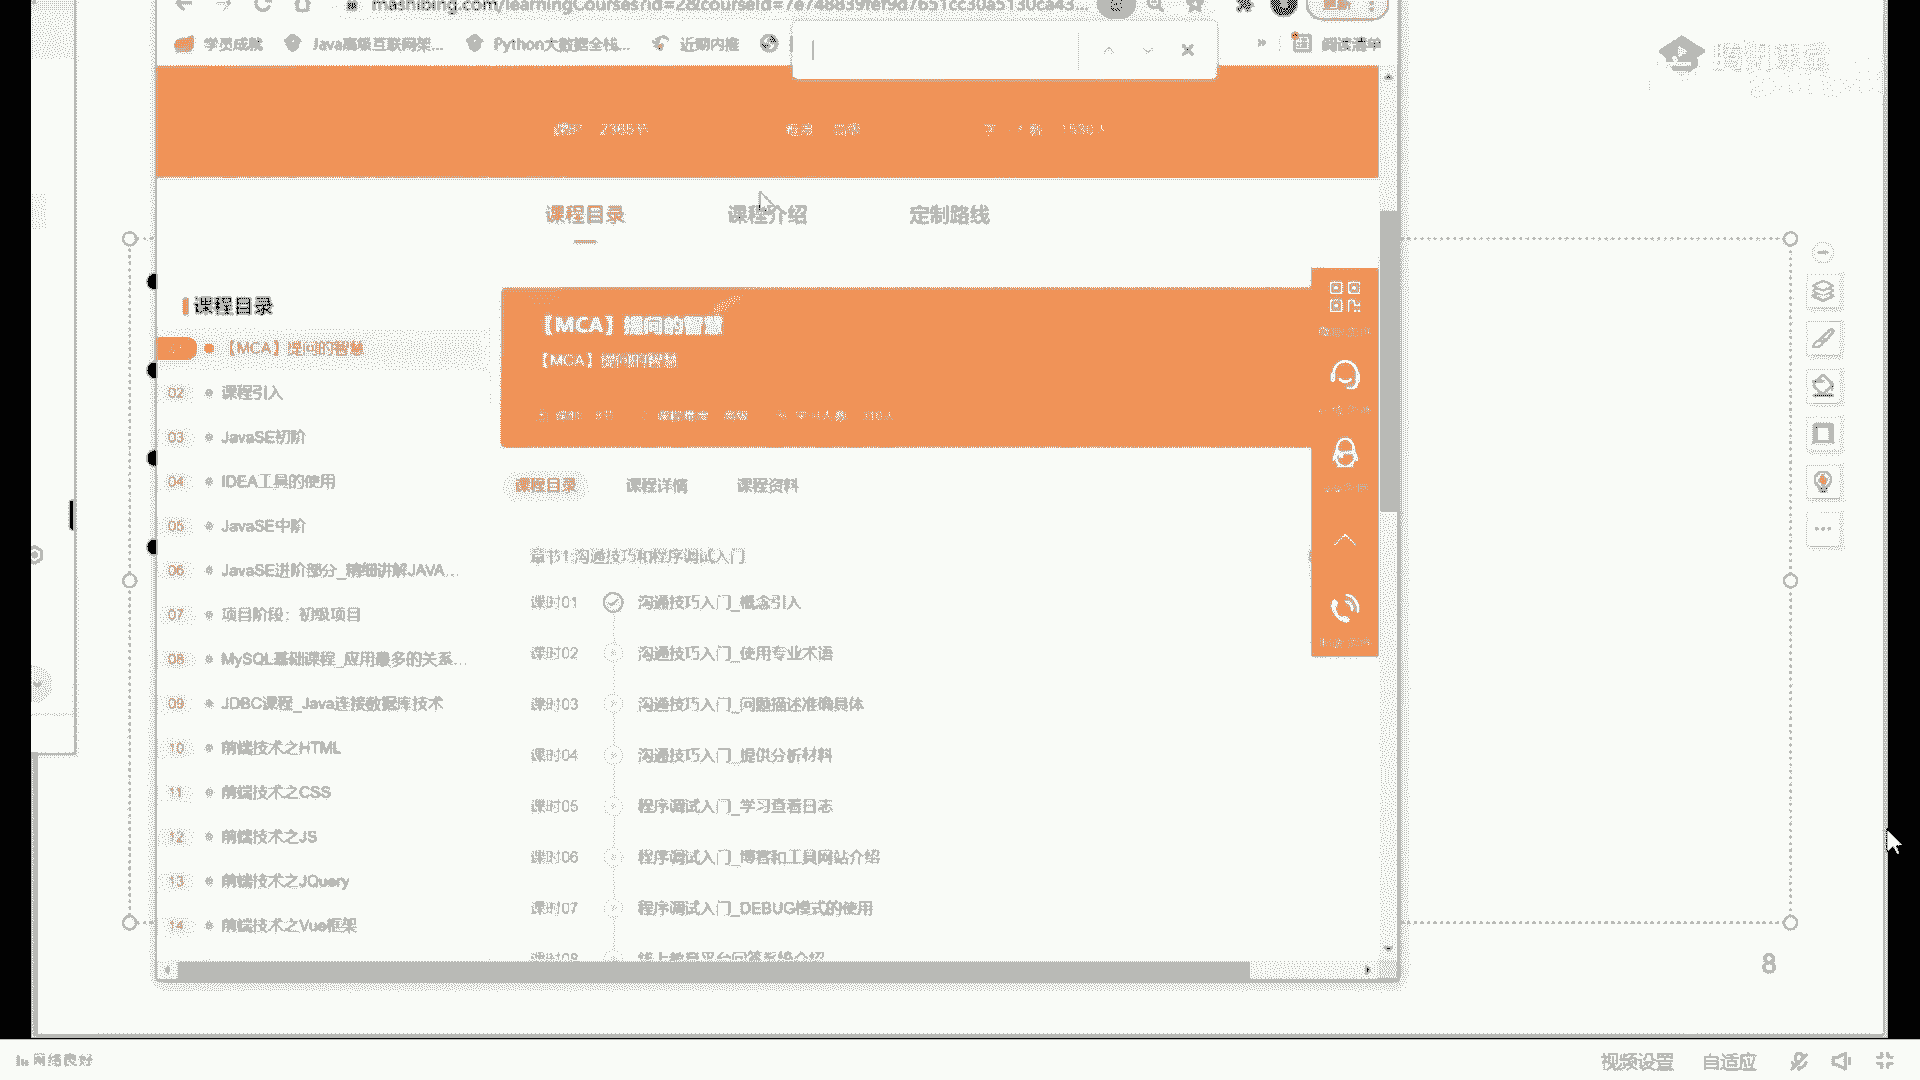 mashibing.com/learningCourses?id=2&courseId=7e748839fef9d7651cc30a5130ca43...
学员成就
Java高级互联网架...
Python大数据全栈...
近期内推
»
阅读清单
腾讯课堂
课时 2365节
课程目录
课程介绍
定制路线
课程目录
【MCA】提问的智慧
02 课程引入
03 JavaSE初阶
04 IDEA工具的使用
05 JavaSE中阶
06 JavaSE进阶部分_精细讲解JAVA...
07 项目阶段：初级项目
08 MySQL基础课程_应用最多的关系...
09 JDBC课程_Java连接数据库技术
10 前端技术之HTML
11 前端技术之CSS
12 前端技术之JS
13 前端技术之JQuery
14 前端技术之Vue框架
【MCA】提问的智慧
【MCA】提问的智慧
课程目录
课程详情
课程资料
章节1:沟通技巧和程序调试入门
课时01 沟通技巧入门_概念引入
课时02 沟通技巧入门_使用专业术语
课时03 沟通技巧入门_问题描述准确具体
课时04 沟通技巧入门_提供分析材料
课时05 程序调试入门_学习查看日志
课时06 程序调试入门_博客和工具网站介绍
课时07 程序调试入门_DEBUG模式的使用
课时08 线上教育平台问答系统介绍
8
网络良好
视频设置
自适应